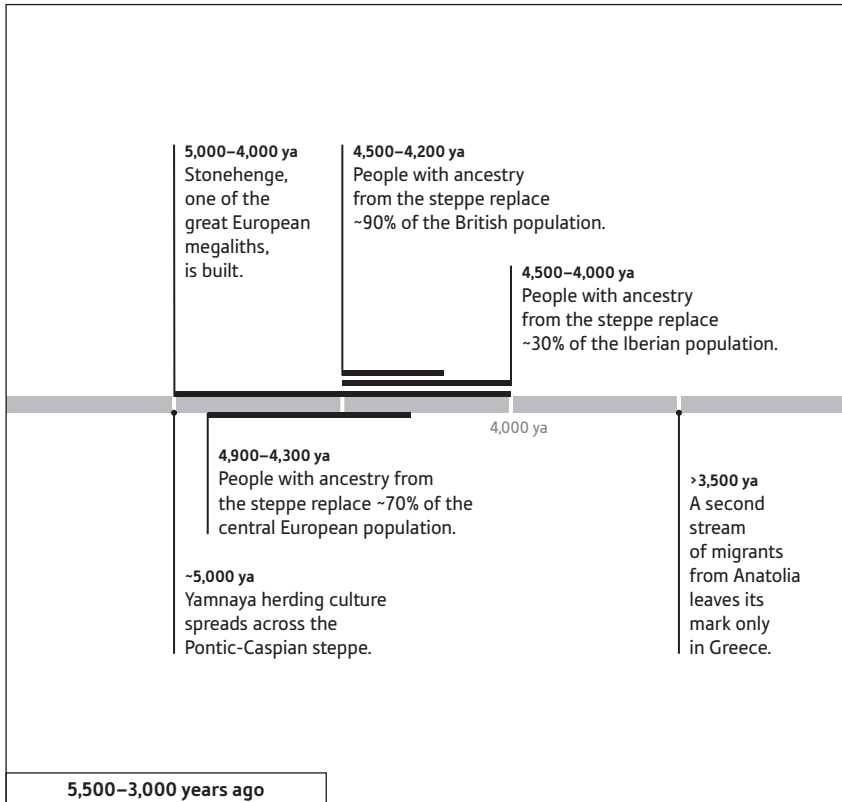 5,000–4,000 ya
Stonehenge,
one of the
great European
megaliths,
is built.
4,500–4,200 ya
People with ancestry
from the steppe replace
~90% of the British population.
4,500–4,000 ya
People with ancestry
from the steppe replace
~30% of the Iberian population.
4,000 ya
4,900–4,300 ya
People with ancestry from
the steppe replace ~70% of the
central European population.
~5,000 ya
Yamnaya herding culture
spreads across the
Pontic-Caspian steppe.
>3,500 ya
A second
stream
of migrants
from Anatolia
leaves its
mark only
in Greece.
5,500–3,000 years ago